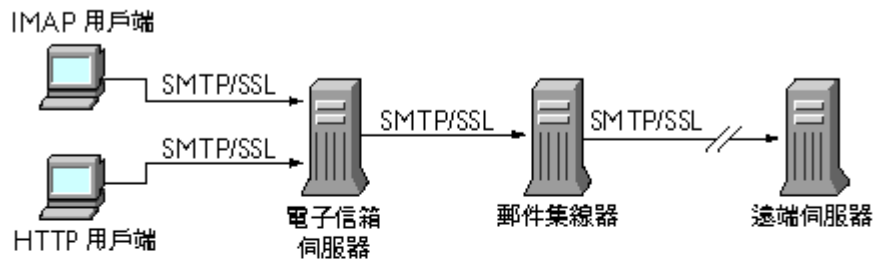 IMAP 用戶端
SMTP/SSL
SMTP/SSL
SMTP/SSL
SMTP/SSL
HTTP 用戶端
電子信箱
伺服器
郵件集線器
遠端伺服器